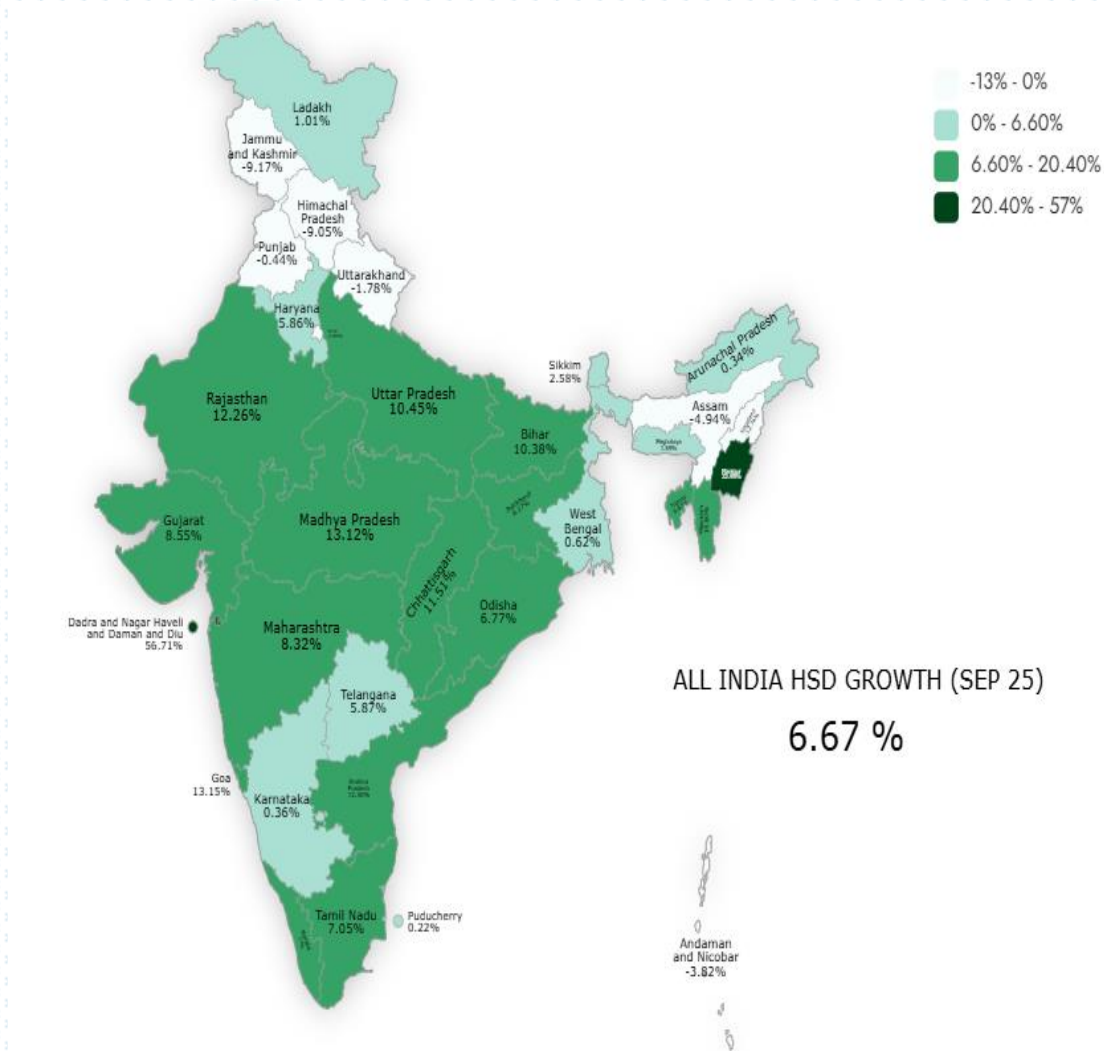 -13% - 0%
0% - 6.60%
6.60% - 20.40%
20.40% - 57%
Ladakh
1.01%
Jammu
and Kashmir
-9.17%
Himachal
Pradesh
-9.05%
Punjab
-0.44%
Uttarakhand
-1.78%
Haryana
5.86%
Rajasthan
12.26%
Uttar Pradesh
10.45%
Bihar
10.38%
Sikkim
2.58%
Arunachal Pradesh
0.34%
Assam
-4.94%
Gujarat
8.55%
Madhya Pradesh
13.12%
Chhattisgarh
11.51%
West
Bengal
0.62%
Odisha
6.77%
Dadra and Nagar Haveli
and Daman and Diu
56.71%
Maharashtra
8.32%
Telangana
5.87%
ALL INDIA HSD GROWTH (SEP 25)
6.67 %
Goa
13.15%
Karnataka
0.36%
Andhra
Pradesh
Tamil Nadu
7.05%
Puducherry
0.22%
Andaman
and Nicobar
-3.82%